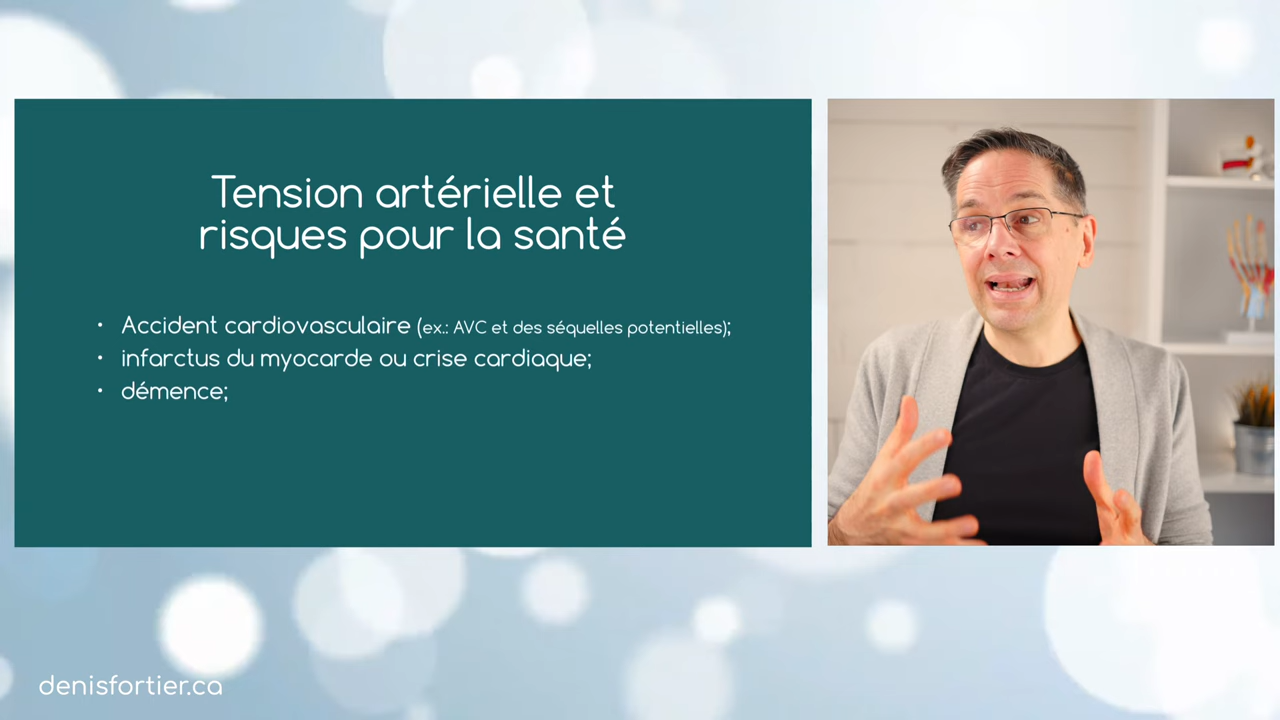 Tension artérielle et
risques pour la santé
• Accident cardiovasculaire (ex.: AVC et des séquelles potentielles);
• infarctus du myocarde ou crise cardiaque;
• démence;
denisfortier.ca